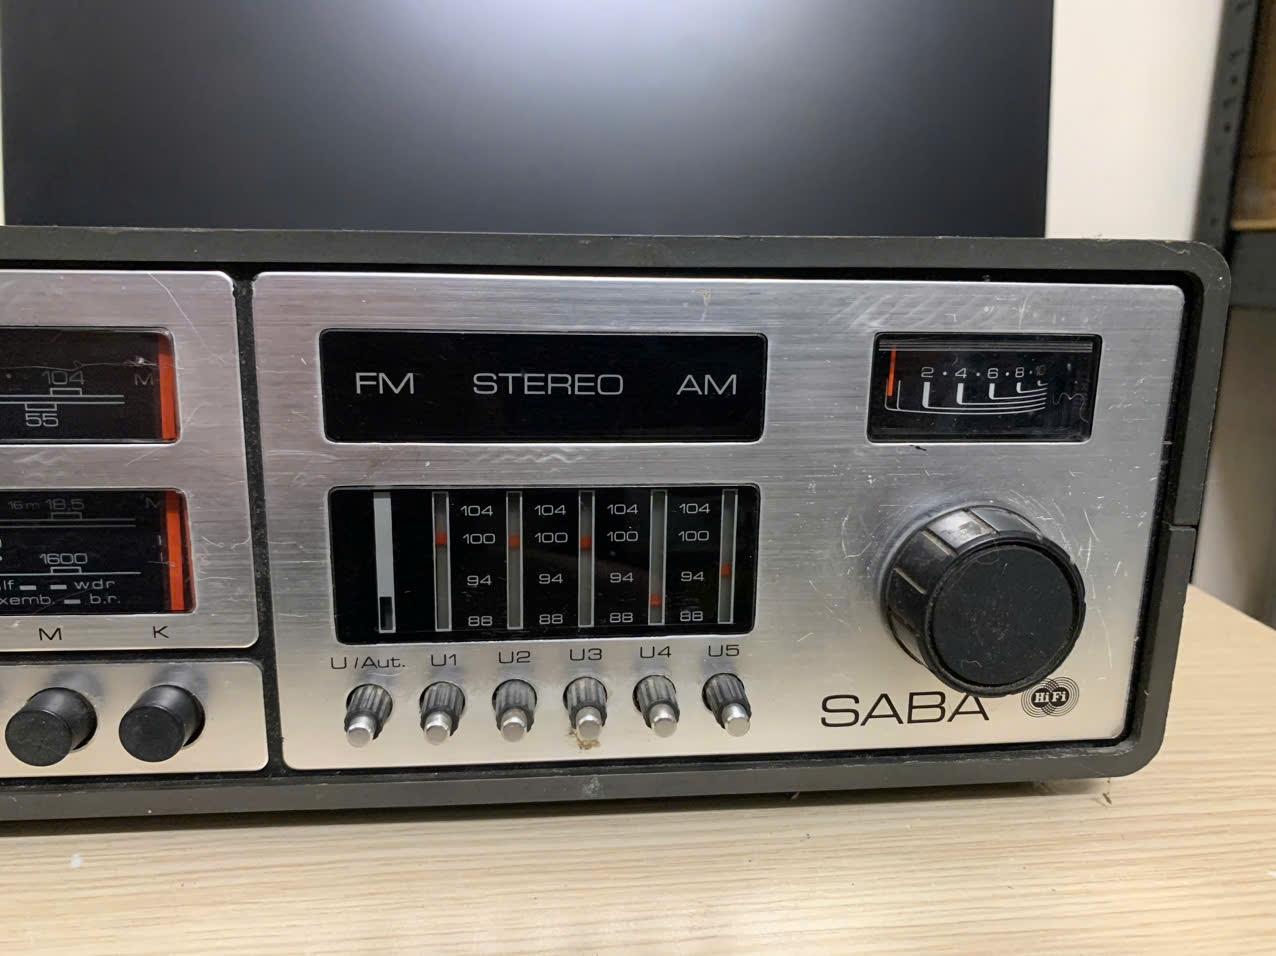 104
M
55
FM STEREO AM
2 · 4 · 6 · 8 · 10
16m 18,5
M
1600
wdr
xemb. b.r.
104 104 104 104
100 100 100 100
94 94 94 94
88 88 88 88
M K
U/Aut. U1 U2 U3 U4 U5
SABA
HiFi